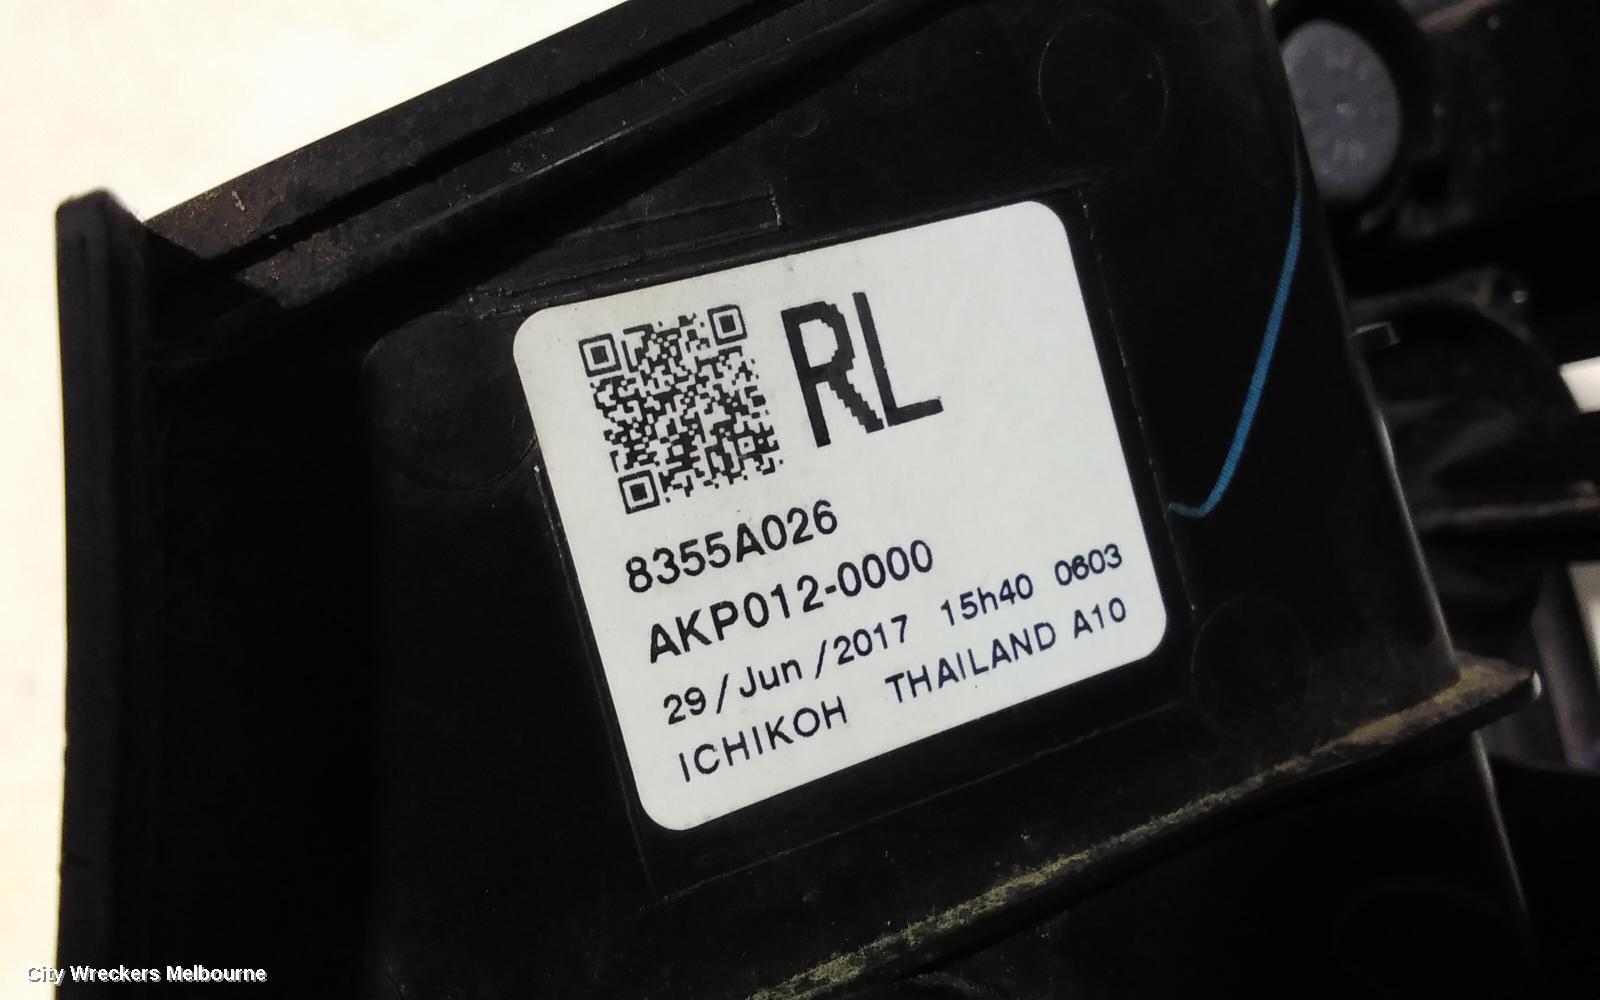 RL
8355A026
AKP012-0000
29/Jun/2017 15h40 0603
ICHIKOH THAILAND A10
City Wreckers Melbourne